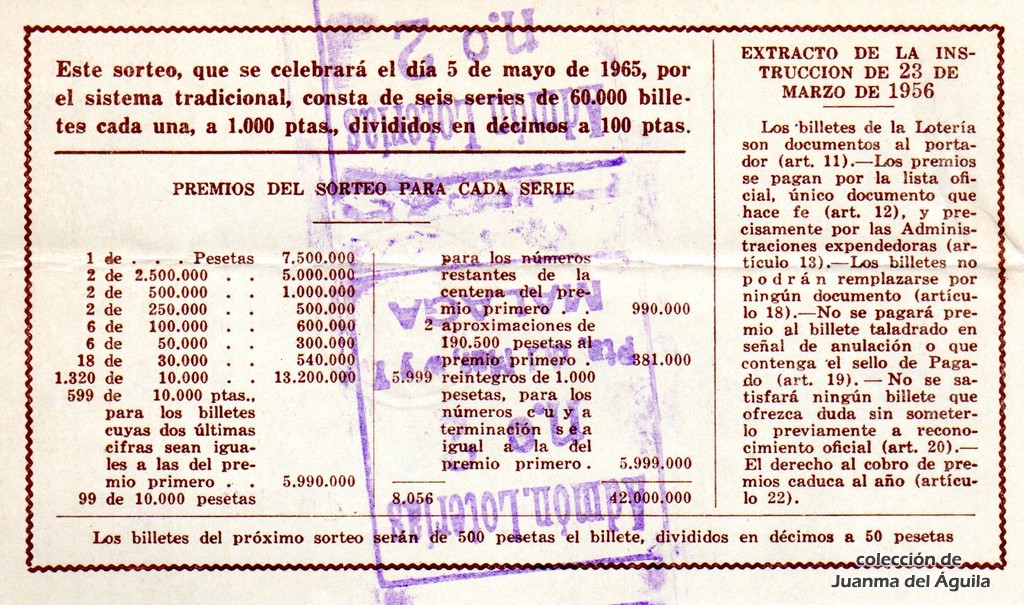 Este sorteo, que se celebrará el día 5 de mayo de 1965, por
el sistema tradicional, consta de seis series de 60.000 bille-
tes cada una, a 1.000 ptas., divididos en décimos a 100 ptas.
PREMIOS DEL SORTEO PARA CADA SERIE
1 de . . . Pesetas 7.500.000
2 de 2.500.000 . . 5.000.000
2 de 500.000 . . 1.000.000
2 de 250.000 . . 500.000
6 de 100.000 . . 600.000
6 de 50.000 . . 300.000
18 de 30.000 . . 540.000
1.320 de 10.000 . . 13.200.000
599 de 10.000 ptas.,
para los billetes
cuyas dos últimas
cifras sean igua-
les a las del pre-
mio primero . . 5.990.000
99 de 10.000 pesetas
para los números
restantes de la
centena del pre-
mio primero . . 990.000
2 aproximaciones de
190.500 pesetas al
premio primero . 381.000
5.999 reintegros de 1.000
pesetas, para los
números cuya
terminación sea
igual a la del
premio primero . 5.999.000
8.056 42.000.000
EXTRACTO DE LA INS-
TRUCCION DE 23 DE
MARZO DE 1956
Los billetes de la Lotería
son documentos al porta-
dor (art. 11).—Los premios
se pagan por la lista ofi-
cial, único documento que
hace fe (art. 12), y pre-
cisamente por las Adminis-
traciones expendedoras (ar-
tículo 13).—Los billetes no
podrán remplazarse por
ningún documento (artícu-
lo 18).—No se pagará pre-
mio al billete taladrado en
señal de anulación o que
contenga el sello de Paga-
do (art. 19).—No se sa-
tisfará ningún billete que
ofrezca duda sin someter-
lo previamente a recono-
cimiento oficial (art. 20).—
El derecho al cobro de pre-
mios caduca al año (artícu-
lo 22).
Los billetes del próximo sorteo serán de 500 pesetas el billete, divididos en décimos a 50 pesetas
Admón. Loterías
n.º 2
MALAGA
Admón. Loterías
n.º
colección de
Juanma del Águila